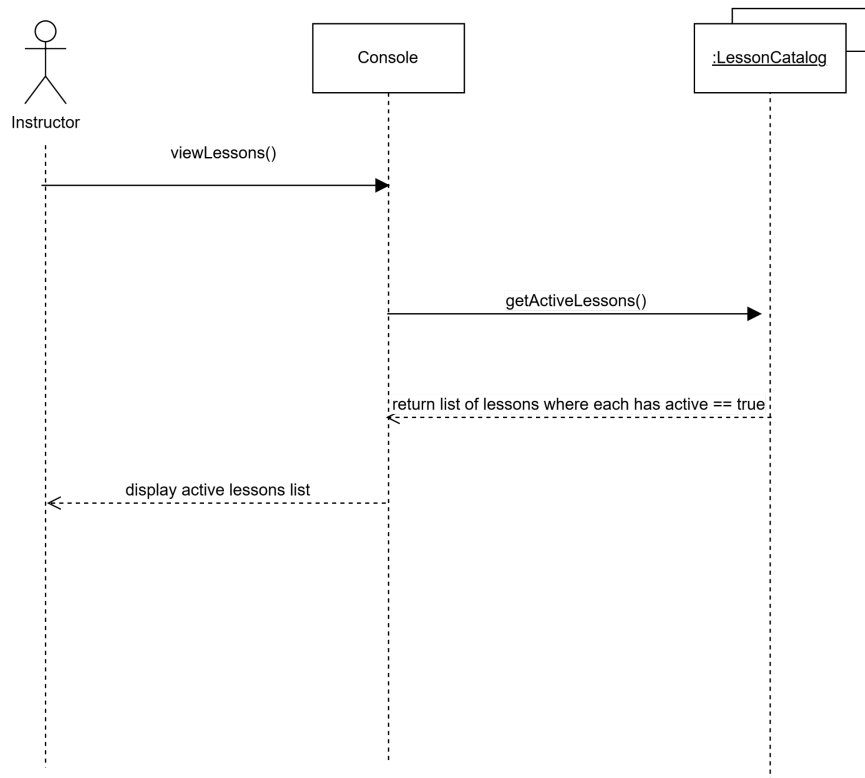 Console
:LessonCatalog
Instructor
viewLessons()
getActiveLessons()
return list of lessons where each has active == true
display active lessons list